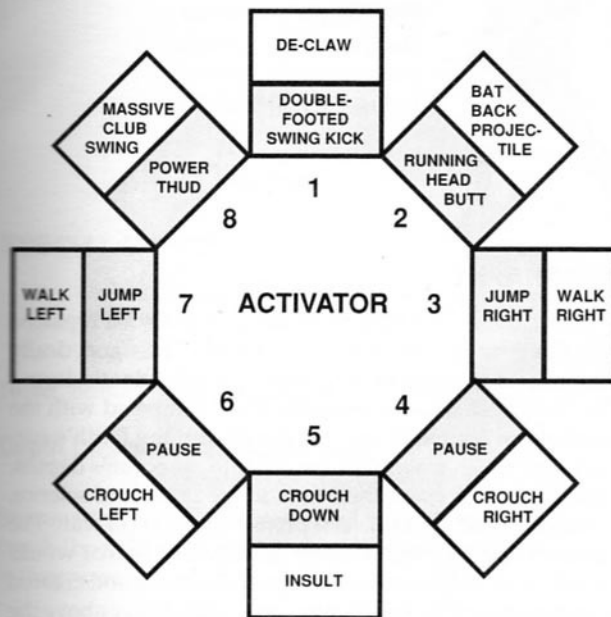 DE-CLAW
DOUBLE-
FOOTED
SWING KICK
MASSIVE
CLUB
SWING
POWER
THUD
BAT
BACK
PROJEC-
TILE
RUNNING
HEAD
BUTT
1
8
2
WALK
LEFT
JUMP
LEFT
7
ACTIVATOR
3
JUMP
RIGHT
WALK
RIGHT
6
4
5
PAUSE
CROUCH
LEFT
PAUSE
CROUCH
RIGHT
CROUCH
DOWN
INSULT